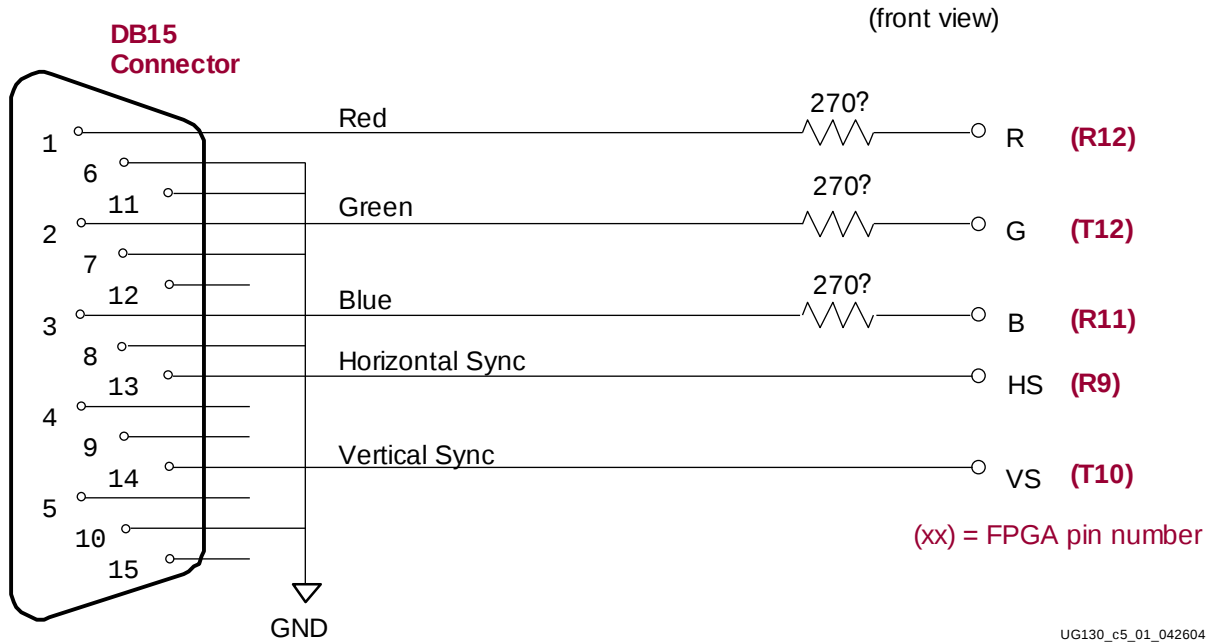 (front view)
DB15
Connector
270?
Red
1
R (R12)
6
11
270?
Green
2
G (T12)
7
12
270?
Blue
3
B (R11)
8
Horizontal Sync
13
HS (R9)
4
9
Vertical Sync
14
VS (T10)
5
10
(xx) = FPGA pin number
15
GND
UG130_c5_01_042604